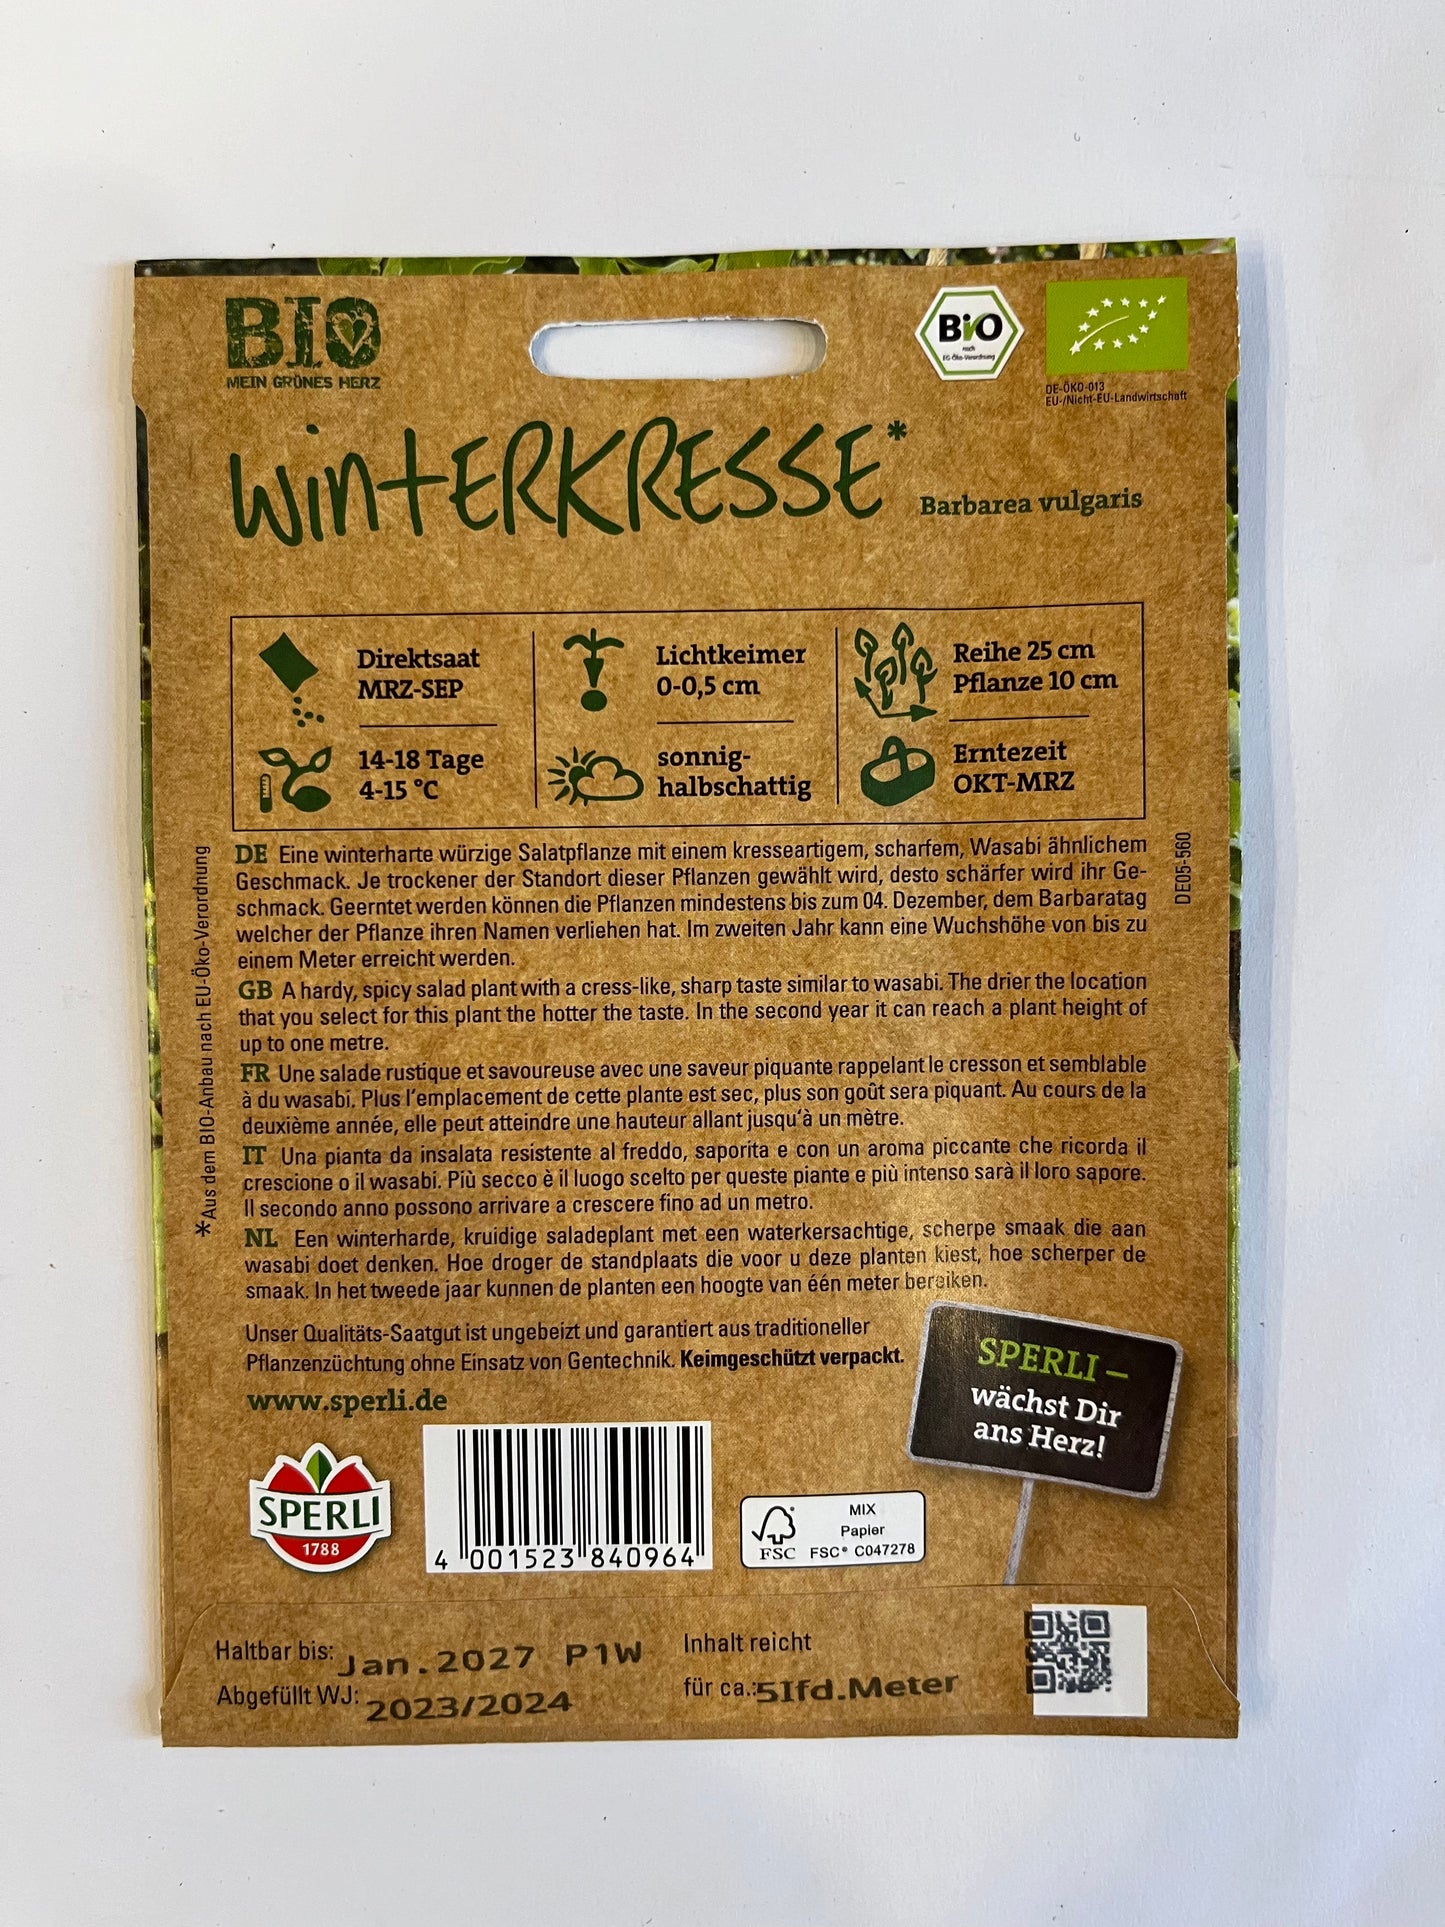 BIO
MEIN GRÜNES HERZ
BiO
nach
EG-Öko-Verordnung
DE-ÖKO-013
EU-/Nicht-EU-Landwirtschaft
WINTERKRESSE*
Barbarea vulgaris
Direktsaat
MRZ-SEP
14-18 Tage
4-15 °C
Lichtkeimer
0-0,5 cm
sonnig-
halbschattig
Reihe 25 cm
Pflanze 10 cm
Erntezeit
OKT-MRZ
DE Eine winterharte würzige Salatpflanze mit einem kresseartigem, scharfem, Wasabi ähnlichem
Geschmack. Je trockener der Standort dieser Pflanzen gewählt wird, desto schärfer wird ihr Ge-
schmack. Geerntet werden können die Pflanzen mindestens bis zum 04. Dezember, dem Barbaratag
welcher der Pflanze ihren Namen verliehen hat. Im zweiten Jahr kann eine Wuchshöhe von bis zu
einem Meter erreicht werden.
GB A hardy, spicy salad plant with a cress-like, sharp taste similar to wasabi. The drier the location
that you select for this plant the hotter the taste. In the second year it can reach a plant height of
up to one metre.
FR Une salade rustique et savoureuse avec une saveur piquante rappelant le cresson et semblable
à du wasabi. Plus l'emplacement de cette plante est sec, plus son goût sera piquant. Au cours de la
deuxième année, elle peut atteindre une hauteur allant jusqu'à un mètre.
IT Una pianta da insalata resistente al freddo, saporita e con un aroma piccante che ricorda il
crescione o il wasabi. Più secco è il luogo scelto per queste piante e più intenso sarà il loro sapore.
Il secondo anno possono arrivare a crescere fino ad un metro.
NL Een winterharde, kruidige saladeplant met een waterkersachtige, scherpe smaak die aan
wasabi doet denken. Hoe droger de standplaats die voor u deze planten kiest, hoe scherper de
smaak. In het tweede jaar kunnen de planten een hoogte van één meter bereiken.
*Aus dem BIO-Anbau nach EU-Öko-Verordnung
DE05-560
Unser Qualitäts-Saatgut ist ungebeizt und garantiert aus traditioneller
Pflanzenzüchtung ohne Einsatz von Gentechnik. Keimgeschützt verpackt.
www.sperli.de
SPERLI –
wächst Dir
ans Herz!
SPERLI
1788
4 001523 840964
FSC
MIX
Papier
FSC® C047278
Haltbar bis: Jan.2027 P1W
Abgefüllt WJ: 2023/2024
Inhalt reicht
für ca.: 5lfd.Meter